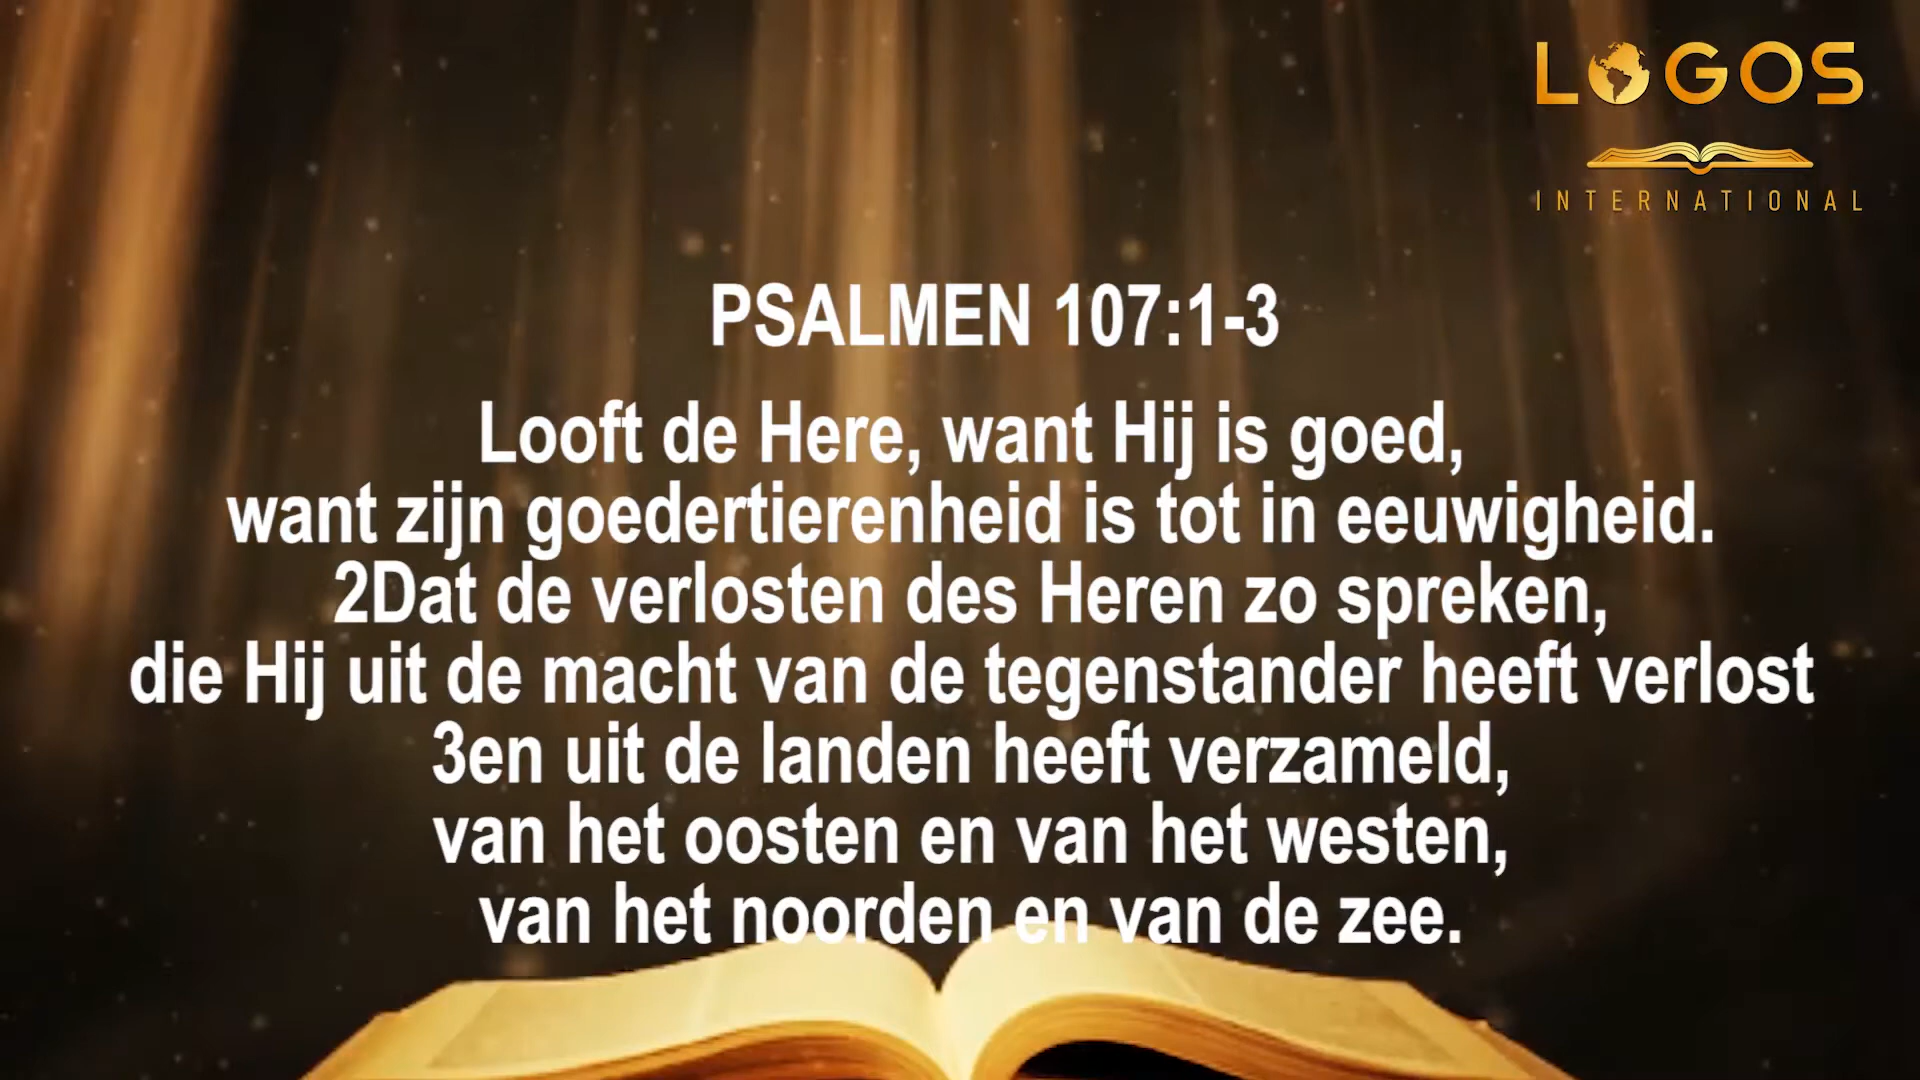 LOGOS
INTERNATIONAL
PSALMEN 107:1-3
Looft de Here, want Hij is goed,
want zijn goedertierenheid is tot in eeuwigheid.
2Dat de verlosten des Heren zo spreken,
die Hij uit de macht van de tegenstander heeft verlost
3en uit de landen heeft verzameld,
van het oosten en van het westen,
van het noorden en van de zee.